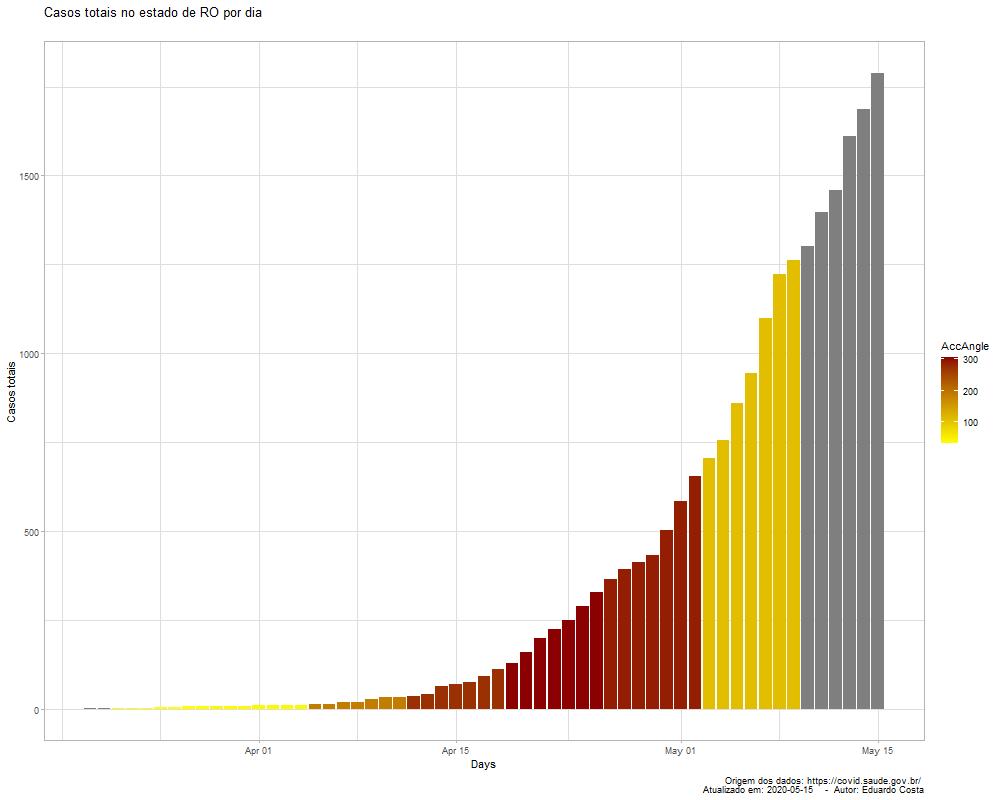 Casos totais no estado de RO por dia
1500
1000
500
0
Casos totais
Apr 01
Apr 15
May 01
May 15
Days
AccAngle
300
200
100
Origem dos dados: https://covid.saude.gov.br/
Atualizado em: 2020-05-15 - Autor: Eduardo Costa